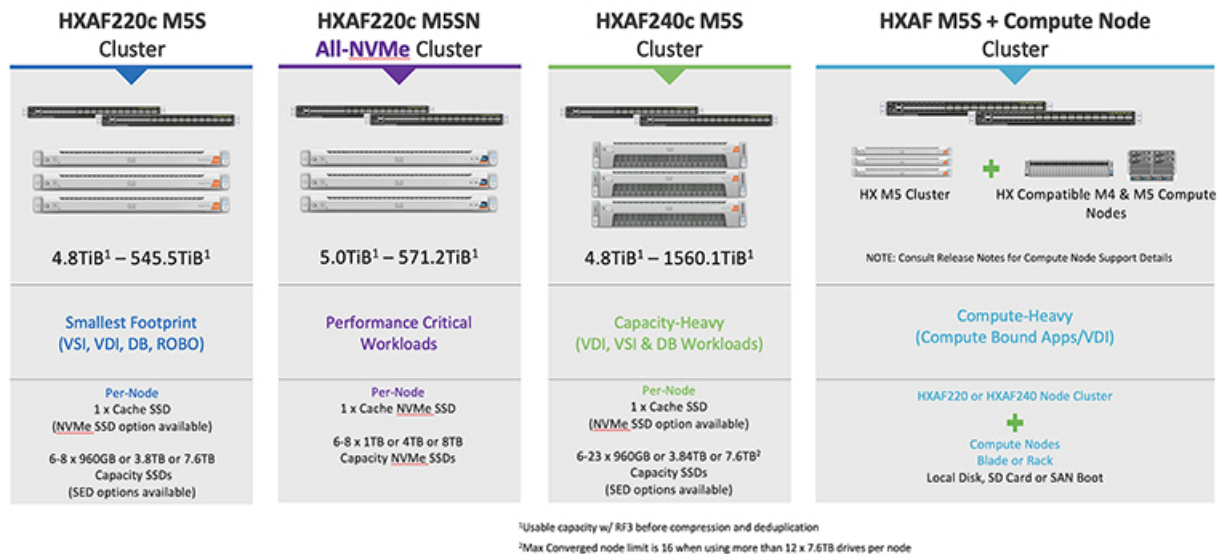 HXAF220c M5S
Cluster
4.8TiB¹ – 545.5TiB¹
Smallest Footprint
(VSI, VDI, DB, ROBO)
Per-Node
1 x Cache SSD
(NVMe SSD option available)
6-8 x 960GB or 3.8TB or 7.6TB
Capacity SSDs
(SED options available)
HXAF220c M5SN
All-NVMe Cluster
5.0TiB¹ – 571.2TiB¹
Performance Critical
Workloads
Per-Node
1 x Cache NVMe SSD
6-8 x 1TB or 4TB or 8TB
Capacity NVMe SSDs
HXAF240c M5S
Cluster
4.8TiB¹ – 1560.1TiB¹
Capacity-Heavy
(VDI, VSI & DB Workloads)
Per-Node
1 x Cache SSD
(NVMe SSD option available)
6-23 x 960GB or 3.84TB or 7.6TB²
Capacity SSDs
(SED options available)
HXAF M5S + Compute Node
Cluster
HX M5 Cluster
+
HX Compatible M4 & M5 Compute
Nodes
NOTE: Consult Release Notes for Compute Node Support Details
Compute-Heavy
(Compute Bound Apps/VDI)
HXAF220 or HXAF240 Node Cluster
+
Compute Nodes
Blade or Rack
Local Disk, SD Card or SAN Boot
¹Usable capacity w/ RF3 before compression and deduplication
²Max Converged node limit is 16 when using more than 12 x 7.6TB drives per node